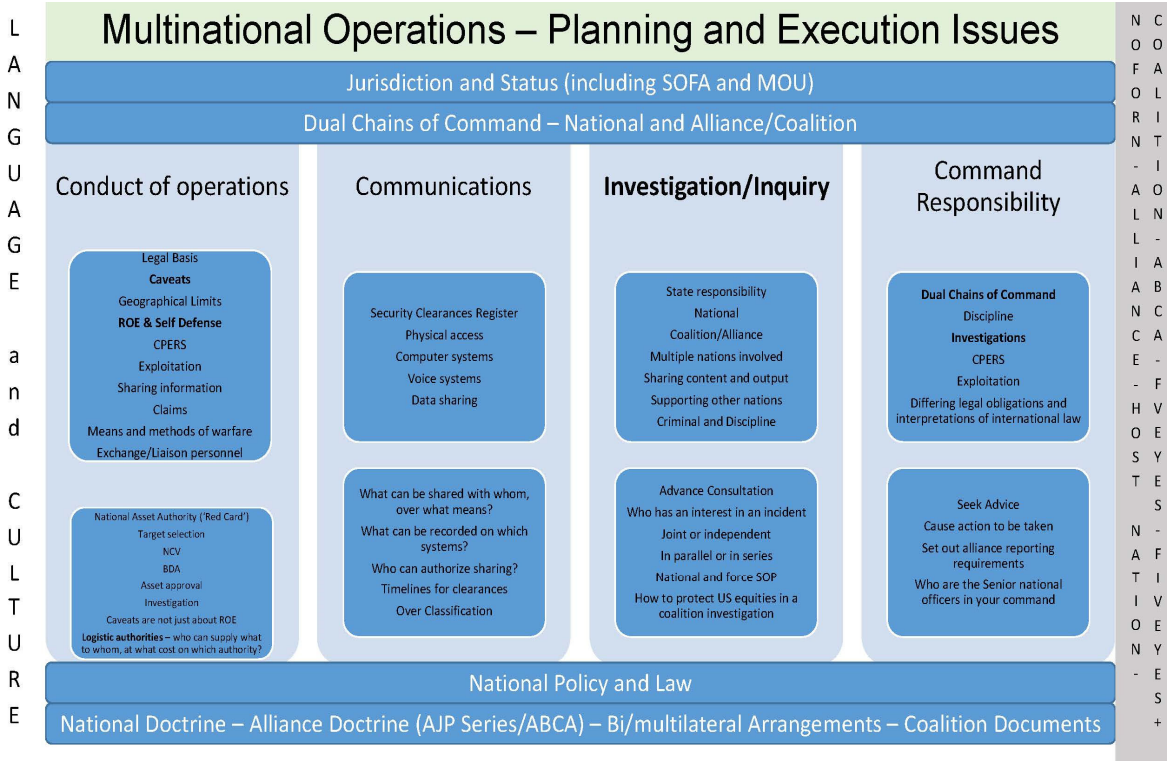 Multinational Operations – Planning and Execution Issues
Jurisdiction and Status (including SOFA and MOU)
Dual Chains of Command – National and Alliance/Coalition
LANGUAGE and CULTURE
Conduct of operations
Legal Basis
Caveats
Geographical Limits
ROE & Self Defense
CPERS
Exploitation
Sharing information
Claims
Means and methods of warfare
Exchange/Liaison personnel
National Asset Authority (‘Red Card’)
Target selection
NCV
BDA
Asset approval
Investigation
Caveats are not just about ROE
Logistic authorities – who can supply what
to whom, at what cost on which authority?
Communications
Security Clearances Register
Physical access
Computer systems
Voice systems
Data sharing
What can be shared with whom,
over what means?
What can be recorded on which
systems?
Who can authorize sharing?
Timelines for clearances
Over Classification
Investigation/Inquiry
State responsibility
National
Coalition/Alliance
Multiple nations involved
Sharing content and output
Supporting other nations
Criminal and Discipline
Advance Consultation
Who has an interest in an incident
Joint or independent
In parallel or in series
National and force SOP
How to protect US equities in a
coalition investigation
Command
Responsibility
Dual Chains of Command
Discipline
Investigations
CPERS
Exploitation
Differing legal obligations and
interpretations of international law
Seek Advice
Cause action to be taken
Set out alliance reporting
requirements
Who are the Senior national
officers in your command
NOFORN-ALLIANCE-HOST NATION-
COALITION-ABCA-FVEYES-FIVEYES+
National Policy and Law
National Doctrine – Alliance Doctrine (AJP Series/ABCA) – Bi/multilateral Arrangements – Coalition Documents